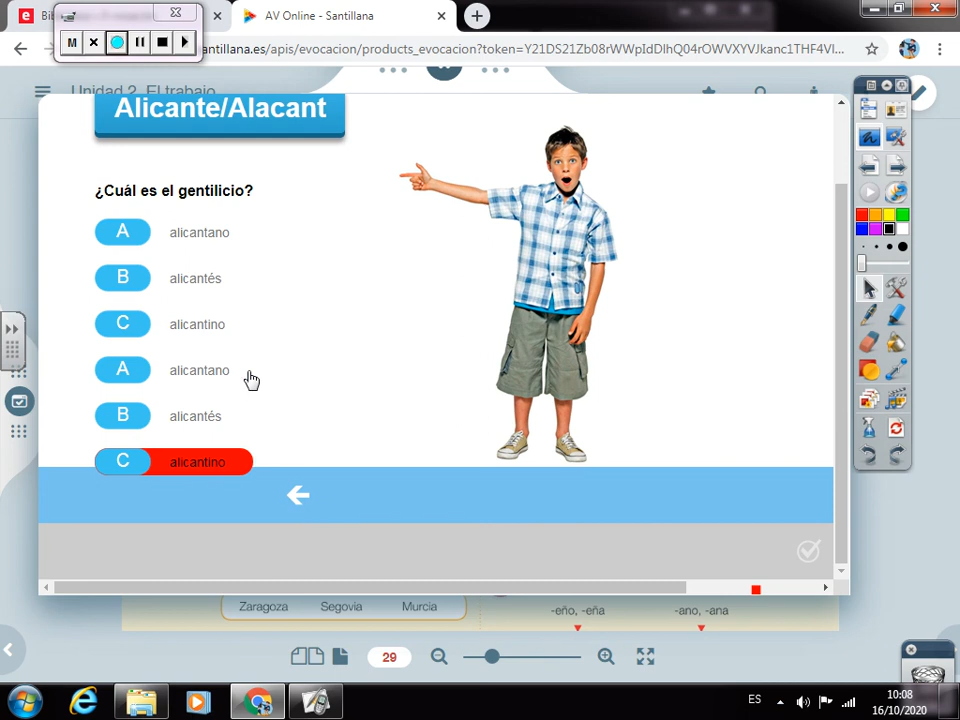 AV Online - Santillana
M
santillana.es/apis/evocacion/products_evocacion?token=Y21DS21Zb08rWWpIdDlhQ04rOWVXYVJkanc1THF4Vl...
Unidad 2. El trabajo
Alicante/Alacant
¿Cuál es el gentilicio?
A alicantano
B alicantés
C alicantino
A alicantano
B alicantés
C alicantino
Zaragoza Segovia Murcia
-eño, -eña -ano, -ana
29
ES
10:08
16/10/2020